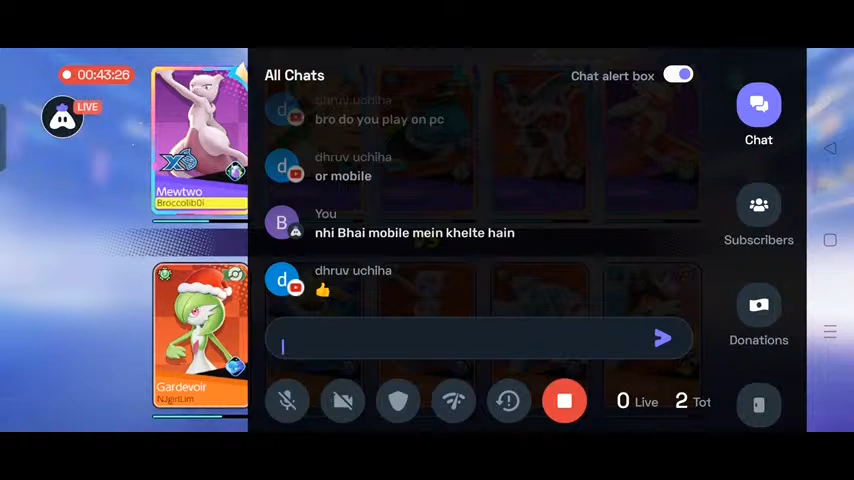 00:43:26
LIVE
All Chats
Chat alert box
dhruv uchiha
bro do you play on pc
dhruv uchiha
or mobile
You
nhi Bhai mobile mein khelte hain
dhruv uchiha
👍
Chat
Subscribers
Donations
0 Live 2 Tot
Mewtwo
Broccolib0i
VS
Gardevoir
NJgirlLim
d
d
B
d